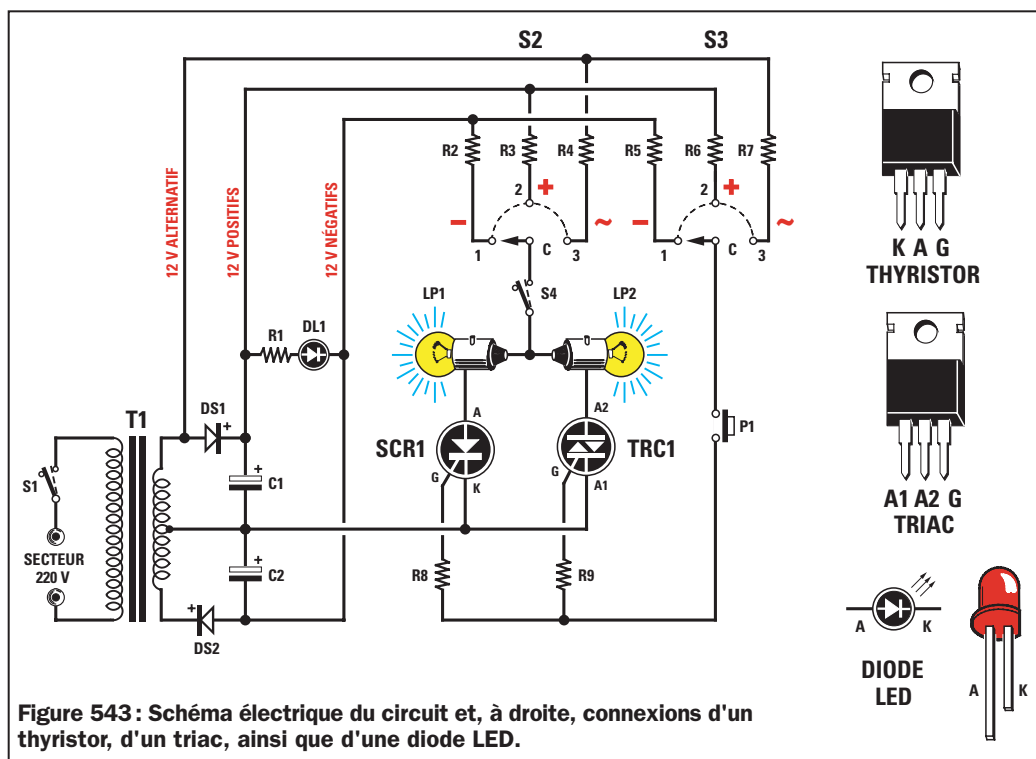 S2 S3
12 V ALTERNATIF
12 V POSITIFS
12 V NÉGATIFS
R2 R3 R4 R5 R6 R7
2 + 2 +
– ~ – ~
1 C 3 1 C 3
S4
LP1 LP2
R1 DL1
DS1 +
T1
A A2
SCR1 TRC1
P1
G K G A1
S1
+ C1
SECTEUR
220 V
+ C2
R8 R9
+ DS2
K A G
THYRISTOR
A1 A2 G
TRIAC
A K
DIODE
LED
A K
Figure 543 : Schéma électrique du circuit et, à droite, connexions d'un
thyristor, d'un triac, ainsi que d'une diode LED.